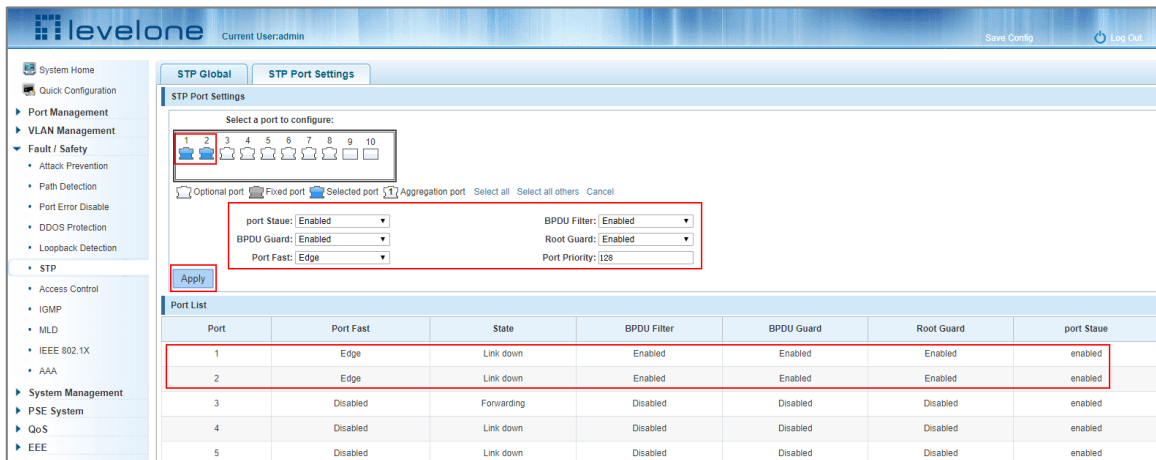 levelone Current User:admin Save Config Log Out
System Home
Quick Configuration
Port Management
VLAN Management
Fault / Safety
Attack Prevention
Path Detection
Port Error Disable
DDOS Protection
Loopback Detection
STP
Access Control
IGMP
MLD
IEEE 802.1X
AAA
System Management
PSE System
QoS
EEE
STP Global STP Port Settings
STP Port Settings
Select a port to configure:
1 2 3 4 5 6 7 8 9 10
Optional port Fixed port Selected port 1 Aggregation port Select all Select all others Cancel
port Staue: Enabled BPDU Filter: Enabled
BPDU Guard: Enabled Root Guard: Enabled
Port Fast: Edge Port Priority: 128
Apply
Port List
Port Port Fast State BPDU Filter BPDU Guard Root Guard port Staue
1 Edge Link down Enabled Enabled Enabled enabled
2 Edge Link down Enabled Enabled Enabled enabled
3 Disabled Forwarding Disabled Disabled Disabled enabled
4 Disabled Link down Disabled Disabled Disabled enabled
5 Disabled Link down Disabled Disabled Disabled enabled